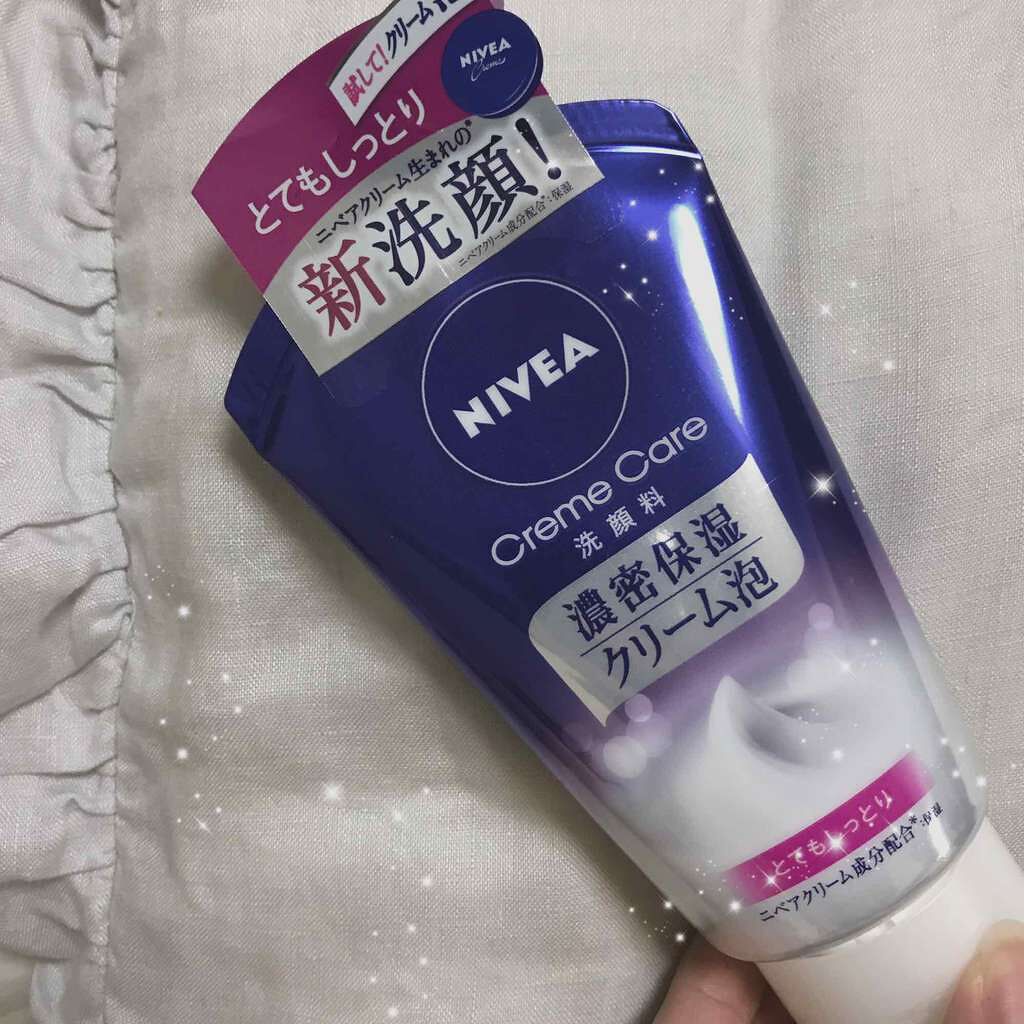 試して!クリーム
NIVEA
Creme
とてもしっとり
ニベアクリーム生まれの*
新洗顔!
ニベアクリーム成分配合*:保湿
NIVEA
Creme Care
洗顔料
濃密保湿
クリーム泡
とてもしっとり
ニベアクリーム成分配合*:保湿